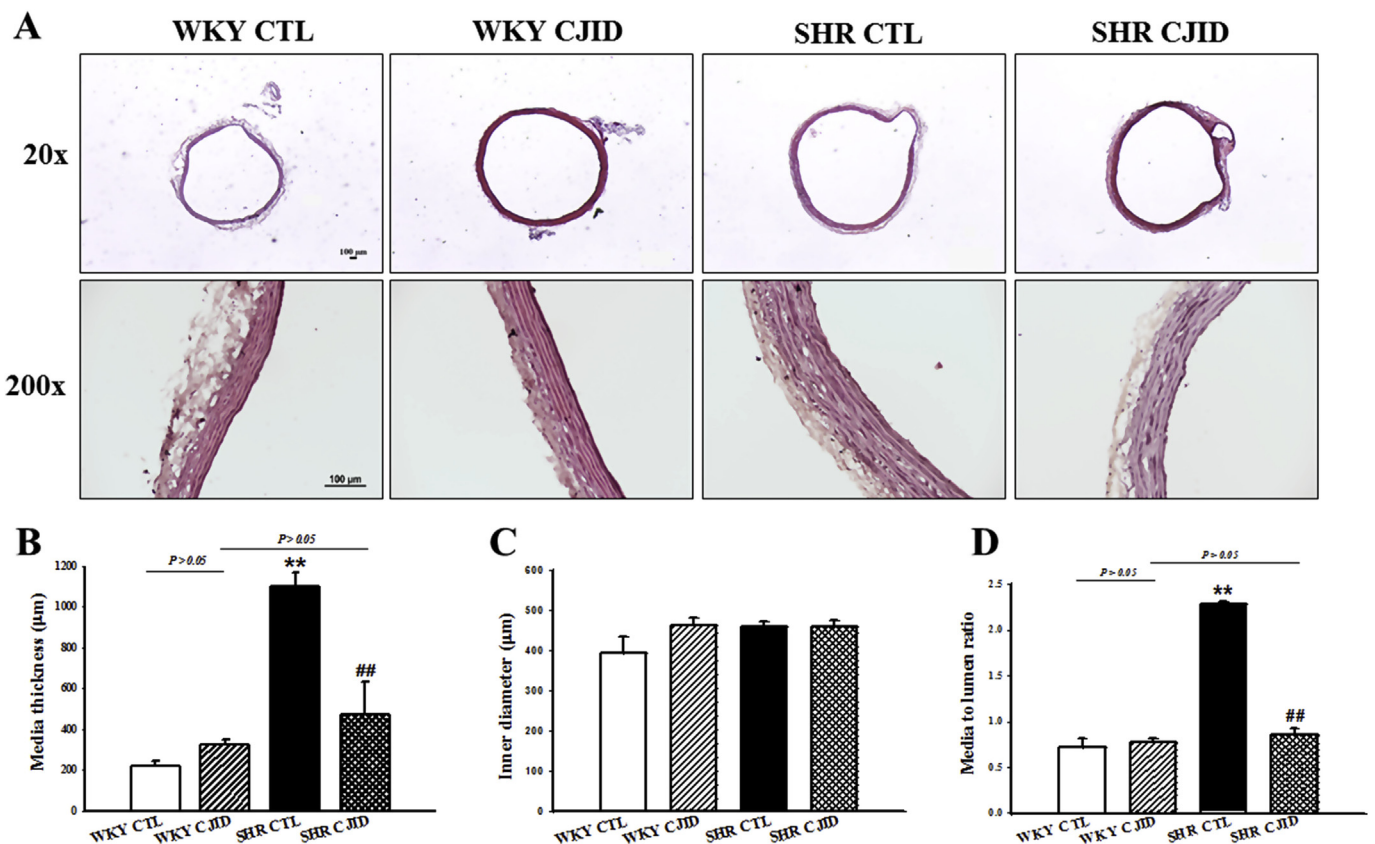 A
WKY CTL
WKY CJID
SHR CTL
SHR CJID
20x
100 µm
200x
100 µm
B
P > 0.05
P > 0.05
**
##
Media thickness (µm)
1200
1000
800
600
400
200
0
WKY CTL
WKY CJID
SHR CTL
SHR CJID
C
Inner diameter (µm)
600
500
400
300
200
100
0
WKY CTL
WKY CJID
SHR CTL
SHR CJID
D
P > 0.05
P > 0.05
**
##
Media to lumen ratio
2.5
2.0
1.5
1.0
0.5
0.0
WKY CTL
WKY CJID
SHR CTL
SHR CJID